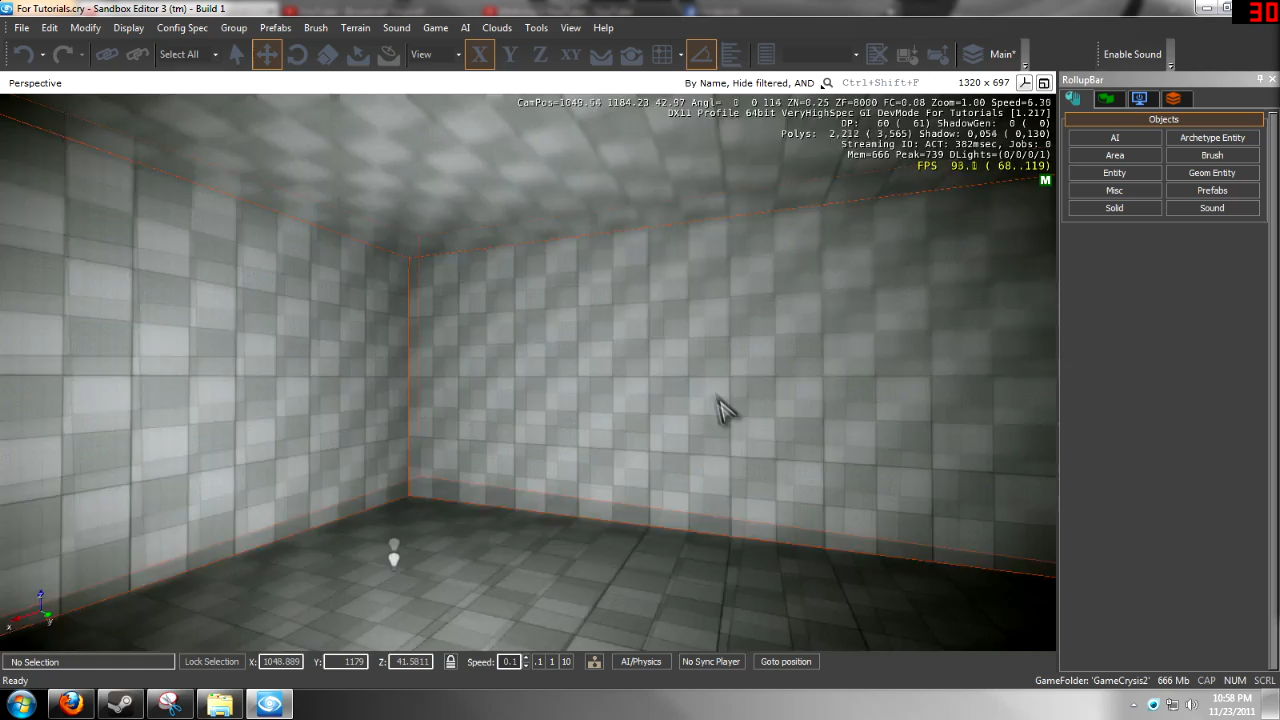 For Tutorials.cry - Sandbox Editor 3 (tm) - Build 1
30
File Edit Modify Display Config Spec Group Prefabs Brush Terrain Sound Game AI Clouds Tools View Help
Select All View X Y Z XY Main* Enable Sound
Perspective By Name, Hide filtered, AND Ctrl+Shift+F 1320 x 697
RollupBar
CamPos=1049.54 1184.23 42.97 Angl= 0 0 114 ZN=0.25 ZF=8000 FC=0.08 Zoom=1.00 Speed=6.30
DX11 Profile 64bit VeryHighSpec GI DevMode For Tutorials [1.217]
DP: 60 ( 61) ShadowGen: 0 ( 0)
Polys: 2,212 ( 3,565) Shadow: 0,056 ( 0,130)
Streaming IO: ACT: 382msec, Jobs: 0
Mem=666 Peak=739 DLights=(0/0/0/1)
FPS ( 68..119)
M
Objects
AI Archetype Entity
Area Brush
Entity Geom Entity
Misc Prefabs
Solid Sound
x y z
No Selection Lock Selection X: 1048.889 Y: 1179 Z: 41.5811 Speed: 0.1 .1 1 10 AI/Physics No Sync Player Goto position
Ready GameFolder: 'GameCrysis2' 666 Mb CAP NUM SCRL
10:58 PM
11/23/2011